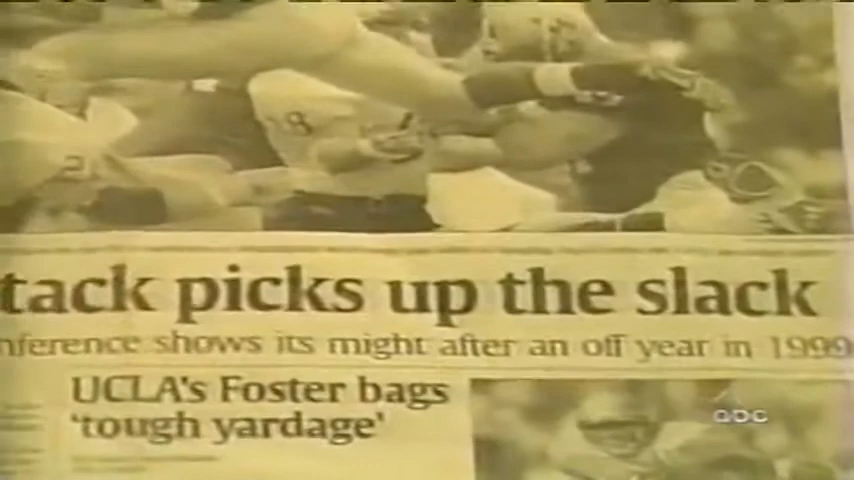 tack picks up the slack
nference shows its might after an off year in 1999
UCLA's Foster bags
'tough yardage'
abc